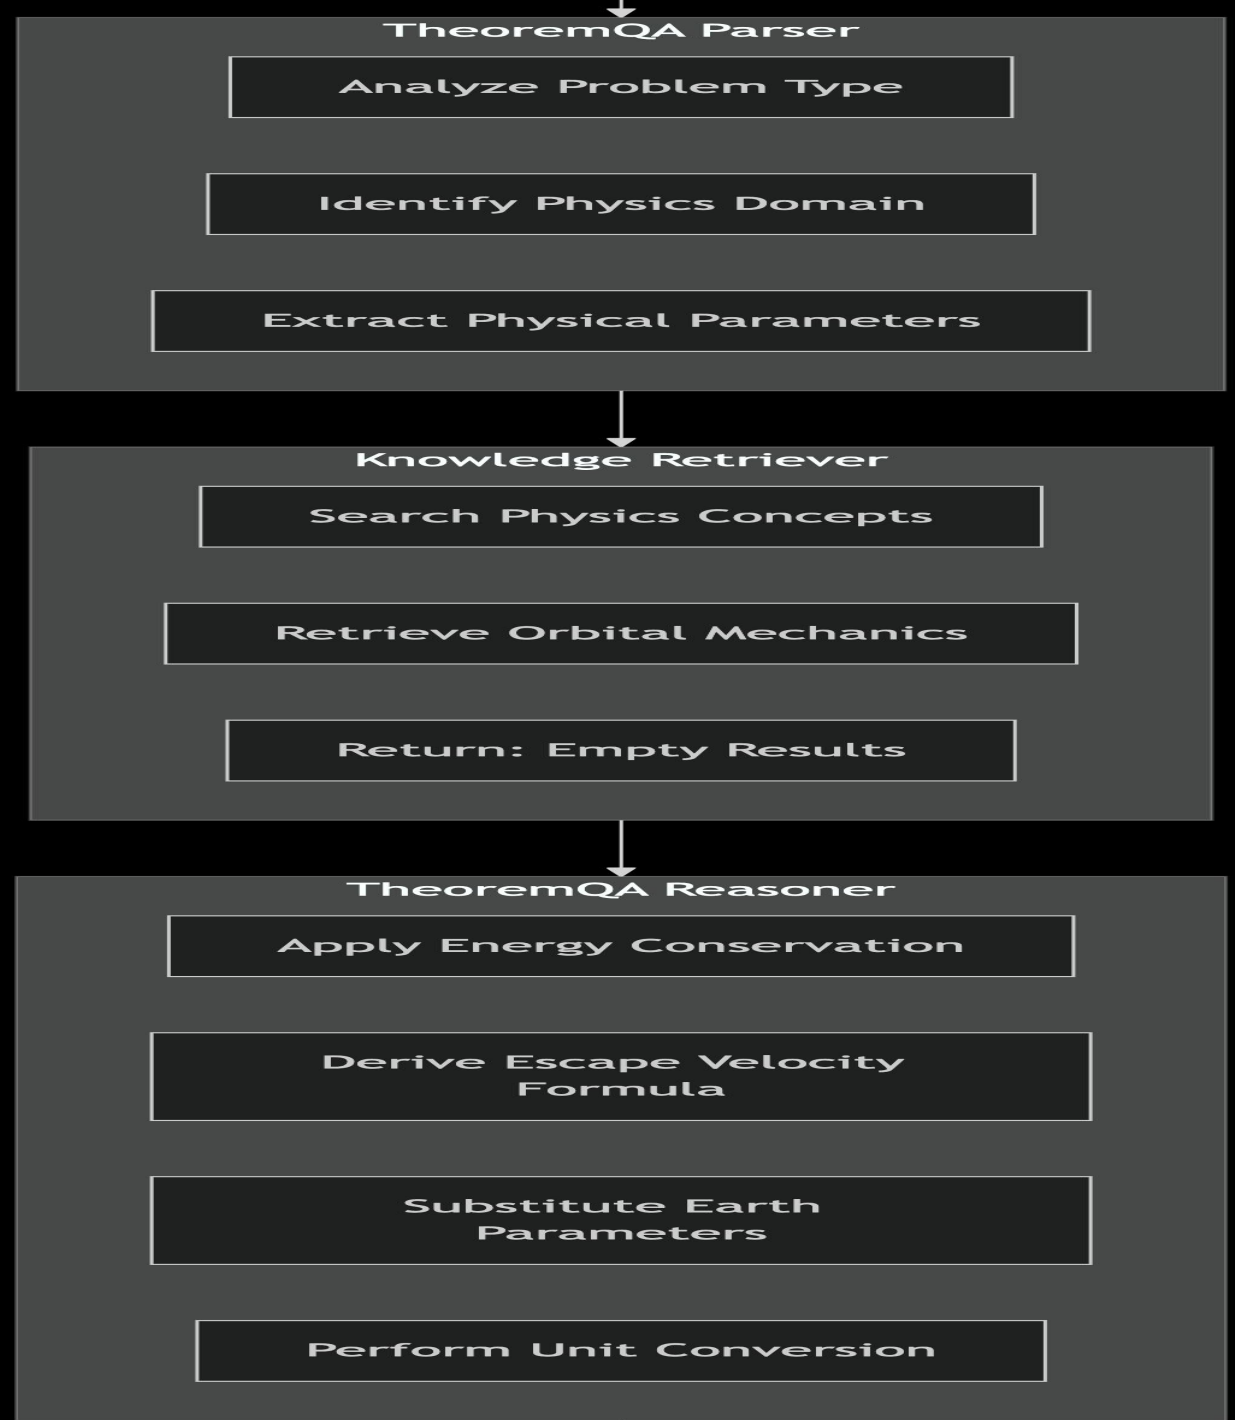 TheoremQA Parser
Analyze Problem Type
Identify Physics Domain
Extract Physical Parameters
Knowledge Retriever
Search Physics Concepts
Retrieve Orbital Mechanics
Return: Empty Results
TheoremQA Reasoner
Apply Energy Conservation
Derive Escape Velocity
Formula
Substitute Earth
Parameters
Perform Unit Conversion